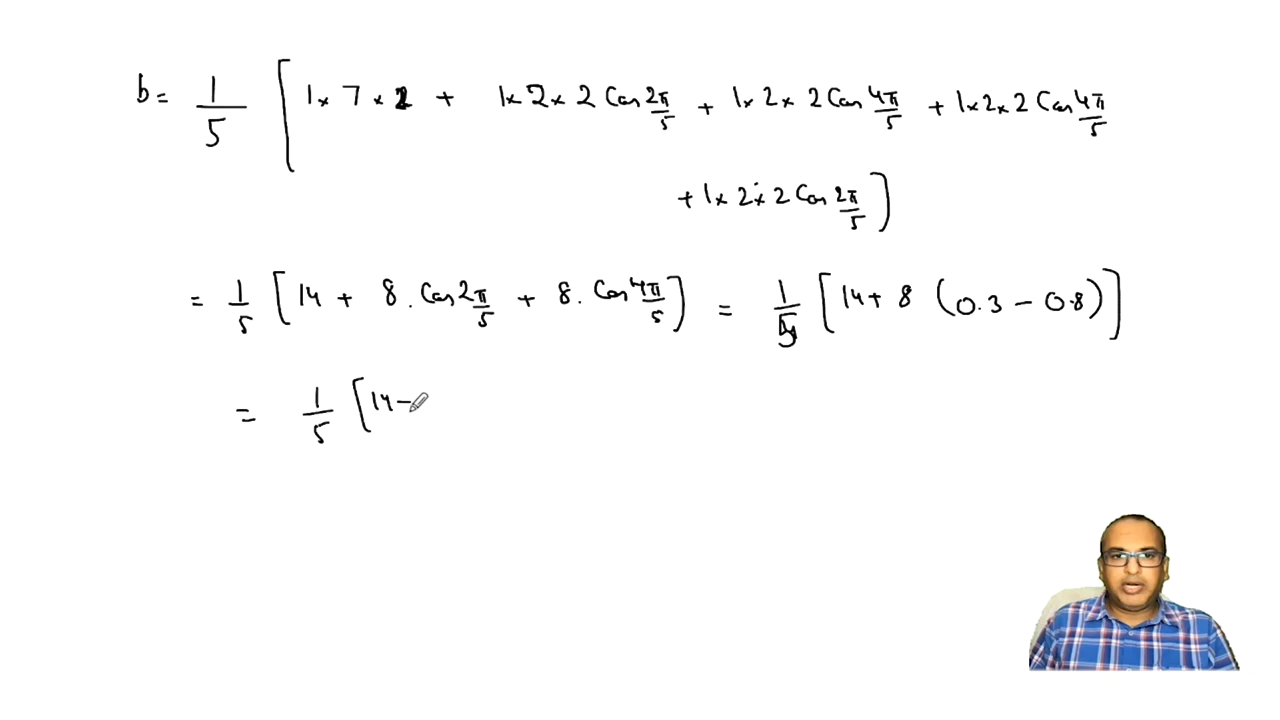 b = 1/5 [ 1 × 7 × 2 + 1 × 2 × 2 Cos 2π/5 + 1 × 2 × 2 Cos 4π/5 + 1 × 2 × 2 Cos 4π/5
+ 1 × 2 × 2 Cos 2π/5 ]
= 1/5 [ 14 + 8 . Cos 2π/5 + 8 . Cos 4π/5 ] = 1/5 [ 14 + 8 ( 0.3 - 0.8 ) ]
= 1/5 [ 14 -